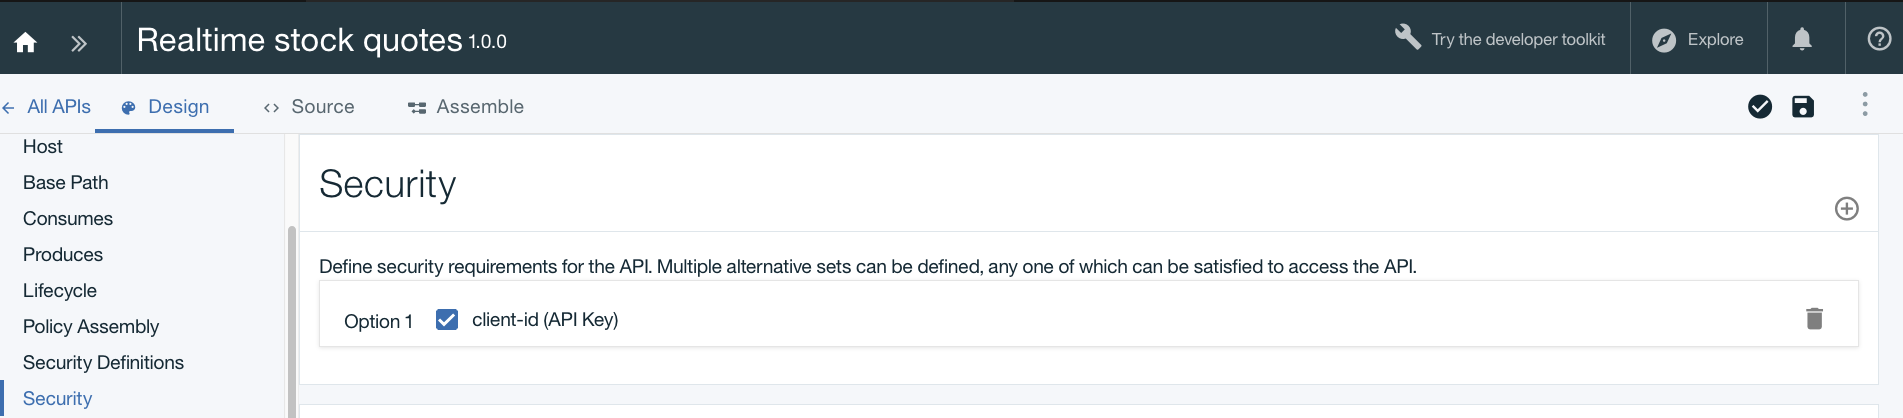 Realtime stock quotes 1.0.0
Try the developer toolkit
Explore
All APIs
Design
Source
Assemble
Host
Base Path
Consumes
Produces
Lifecycle
Policy Assembly
Security Definitions
Security
Security
Define security requirements for the API. Multiple alternative sets can be defined, any one of which can be satisfied to access the API.
Option 1 client-id (API Key)